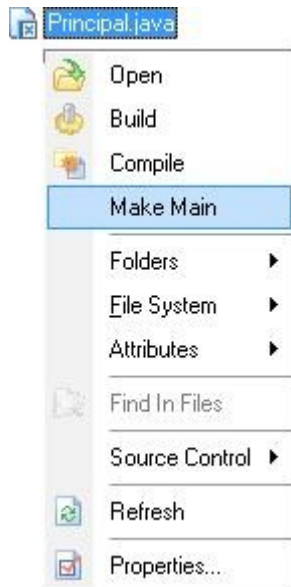 Principal.java
Open
Build
Compile
Make Main
Folders
File System
Attributes
Find In Files
Source Control
Refresh
Properties...